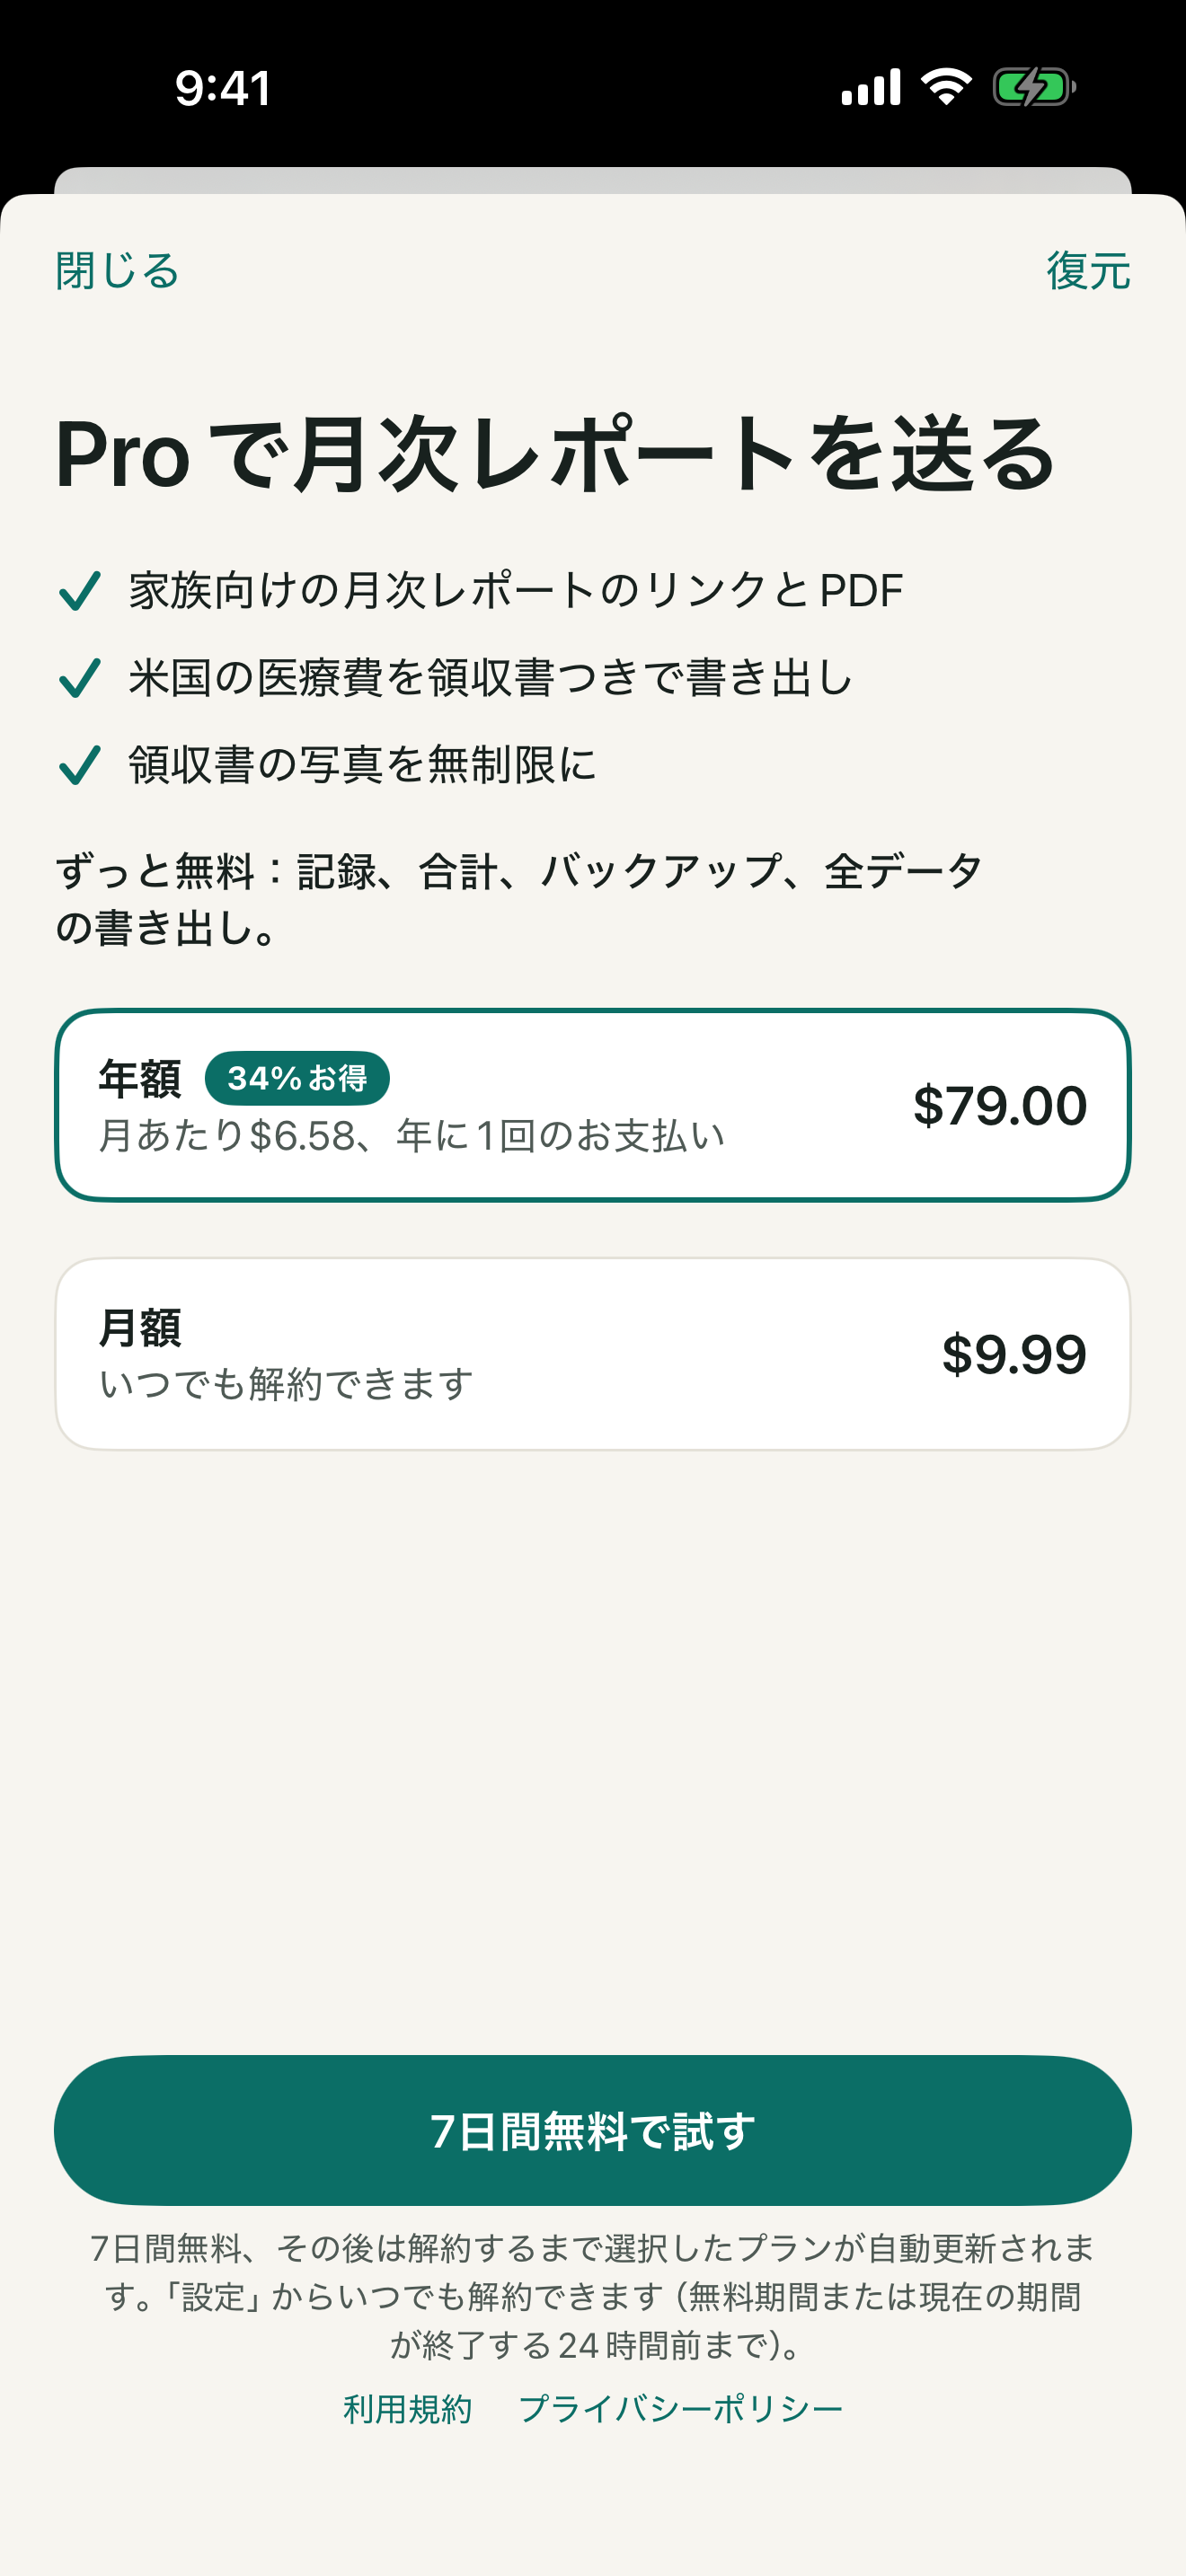 9:41
閉じる
復元
Pro で月次レポートを送る
家族向けの月次レポートのリンクと PDF
米国の医療費を領収書つきで書き出し
領収書の写真を無制限に
ずっと無料：記録、合計、バックアップ、全データ
の書き出し。
年額
34% お得
月あたり$6.58、年に 1 回のお支払い
$79.00
月額
いつでも解約できます
$9.99
7日間無料で試す
7日間無料、その後は解約するまで選択したプランが自動更新されま
す。「設定」からいつでも解約できます（無料期間または現在の期間
が終了する 24 時間前まで）。
利用規約
プライバシーポリシー